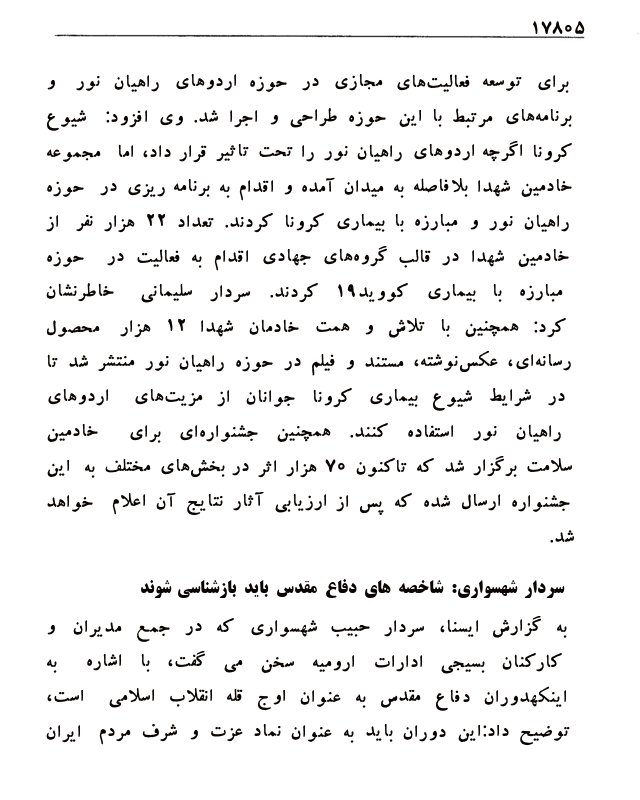 ۱۷۸۰۵
برای توسعه فعالیت‌های مجازی در حوزه اردوهای راهیان نور و
برنامه‌های مرتبط با این حوزه طراحی و اجرا شد. وی افزود: شیوع
کرونا اگرچه اردوهای راهیان نور را تحت تاثیر قرار داد، اما مجموعه
خادمین شهدا بلافاصله به میدان آمده و اقدام به برنامه ریزی در حوزه
راهیان نور و مبارزه با بیماری کرونا کردند. تعداد ۲۲ هزار نفر از
خادمین شهدا در قالب گروه‌های جهادی اقدام به فعالیت در حوزه
مبارزه با بیماری کووید۱۹ کردند. سردار سلیمانی خاطرنشان
کرد: همچنین با تلاش و همت خادمان شهدا ۱۲ هزار محصول
رسانه‌ای، عکس‌نوشته، مستند و فیلم در حوزه راهیان نور منتشر شد تا
در شرایط شیوع بیماری کرونا جوانان از مزیت‌های اردوهای
راهیان نور استفاده کنند. همچنین جشنواره‌ای برای خادمین
سلامت برگزار شد که تاکنون ۷۰ هزار اثر در بخش‌های مختلف به این
جشنواره ارسال شده که پس از ارزیابی آثار نتایج آن اعلام خواهد
شد.
سردار شهسواری: شاخصه های دفاع مقدس باید بازشناسی شوند
به گزارش ایسنا، سردار حبیب شهسواری که در جمع مدیران و
کارکنان بسیجی ادارات ارومیه سخن می گفت، با اشاره به
اینکهدوران دفاع مقدس به عنوان اوج قله انقلاب اسلامی است،
توضیح داد:این دوران باید به عنوان نماد عزت و شرف مردم ایران